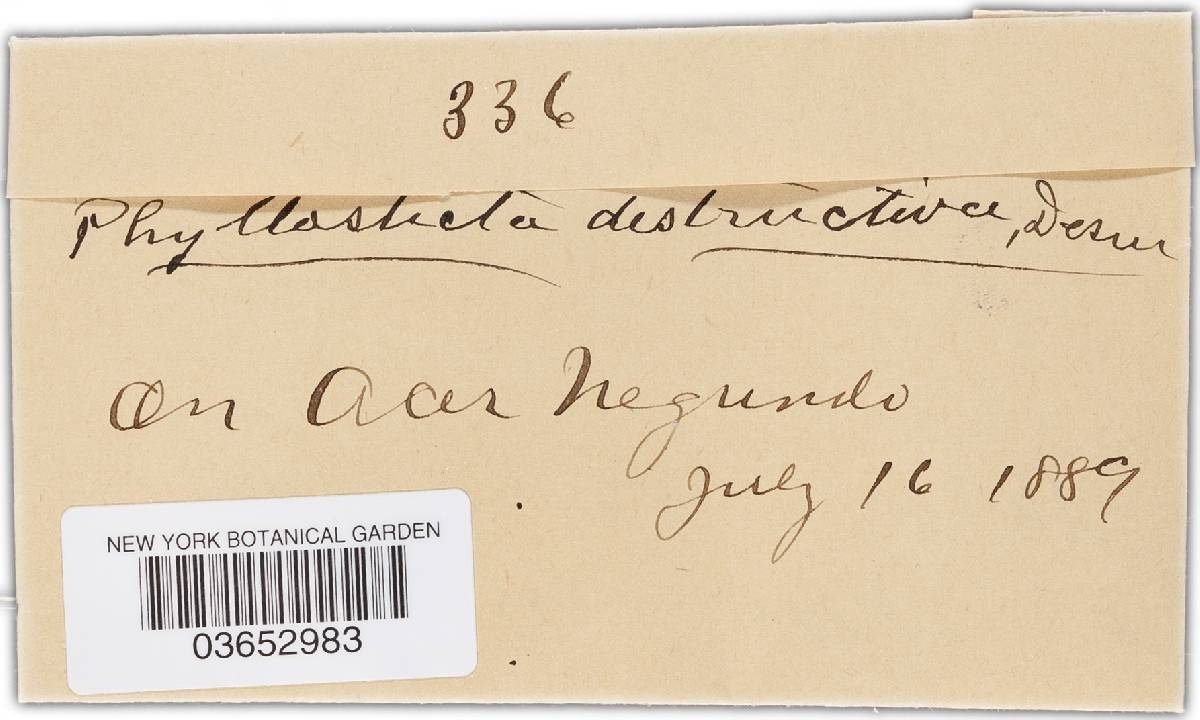 336
Phyllosticta destructiva, Desm
On Acer Negundo
July 16 1889
NEW YORK BOTANICAL GARDEN
03652983